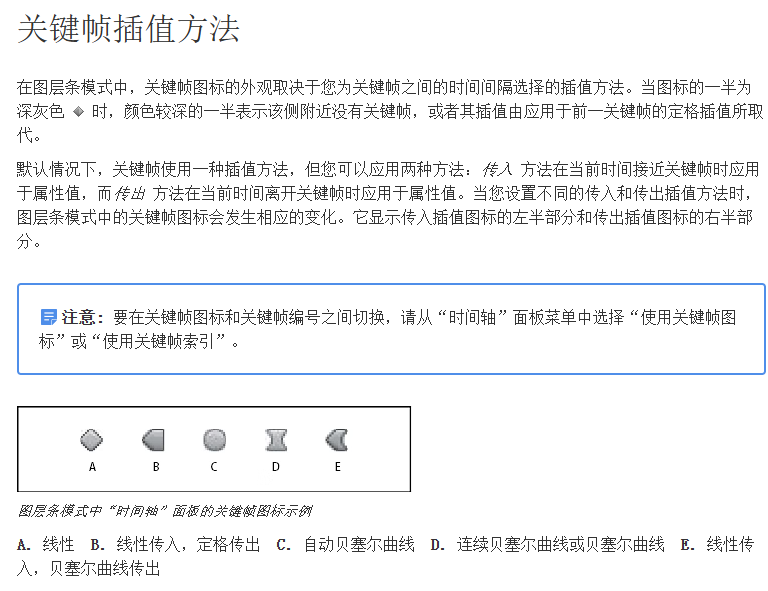 关键帧插值方法
在图层条模式中，关键帧图标的外观取决于您为关键帧之间的时间间隔选择的插值方法。当图标的一半为
深灰色 时，颜色较深的一半表示该侧附近没有关键帧，或者其插值由应用于前一关键帧的定格插值所取
代。
默认情况下，关键帧使用一种插值方法，但您可以应用两种方法：传入 方法在当前时间接近关键帧时应用
于属性值，而传出 方法在当前时间离开关键帧时应用于属性值。当您设置不同的传入和传出插值方法时，
图层条模式中的关键帧图标会发生相应的变化。它显示传入插值图标的左半部分和传出插值图标的右半部
分。
注意：要在关键帧图标和关键帧编号之间切换，请从“时间轴”面板菜单中选择“使用关键帧图
标”或“使用关键帧索引”。
A B C D E
图层条模式中“时间轴”面板的关键帧图标示例
A. 线性 B. 线性传入，定格传出 C. 自动贝塞尔曲线 D. 连续贝塞尔曲线或贝塞尔曲线 E. 线性传
入，贝塞尔曲线传出